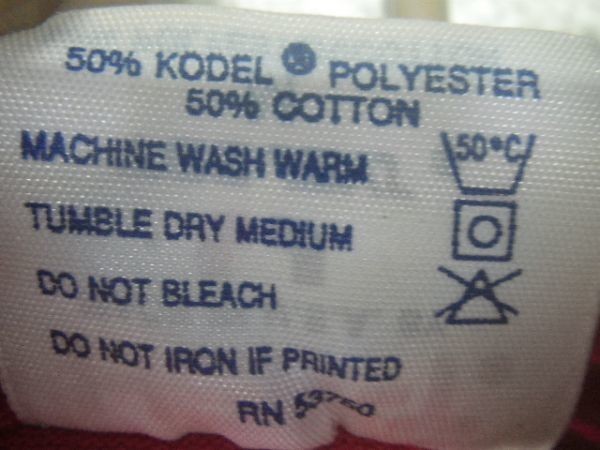 50% KODEL ® POLYESTER
50% COTTON
MACHINE WASH WARM
50°C
TUMBLE DRY MEDIUM
DO NOT BLEACH
DO NOT IRON IF PRINTED
RN